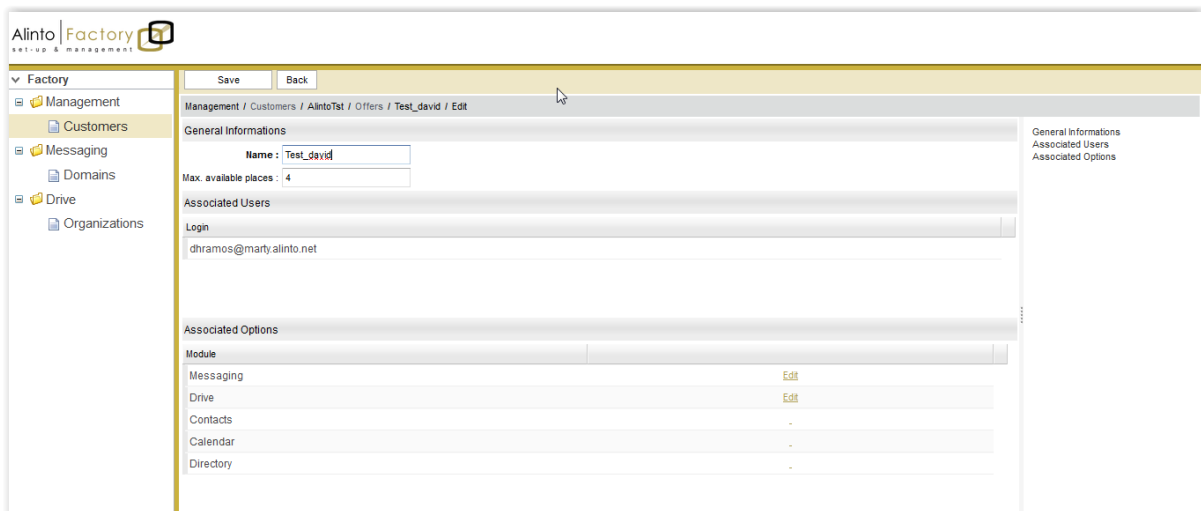 Alinto Factory
set-up & management
Factory
Management
Customers
Messaging
Domains
Drive
Organizations
Save Back
Management / Customers / AlintoTst / Offers / Test_david / Edit
General Informations
Name : Test_david
Max. available places : 4
Associated Users
Login
dhramos@marty.alinto.net
Associated Options
Module
Messaging Edit
Drive Edit
Contacts -
Calendar -
Directory -
General Informations
Associated Users
Associated Options